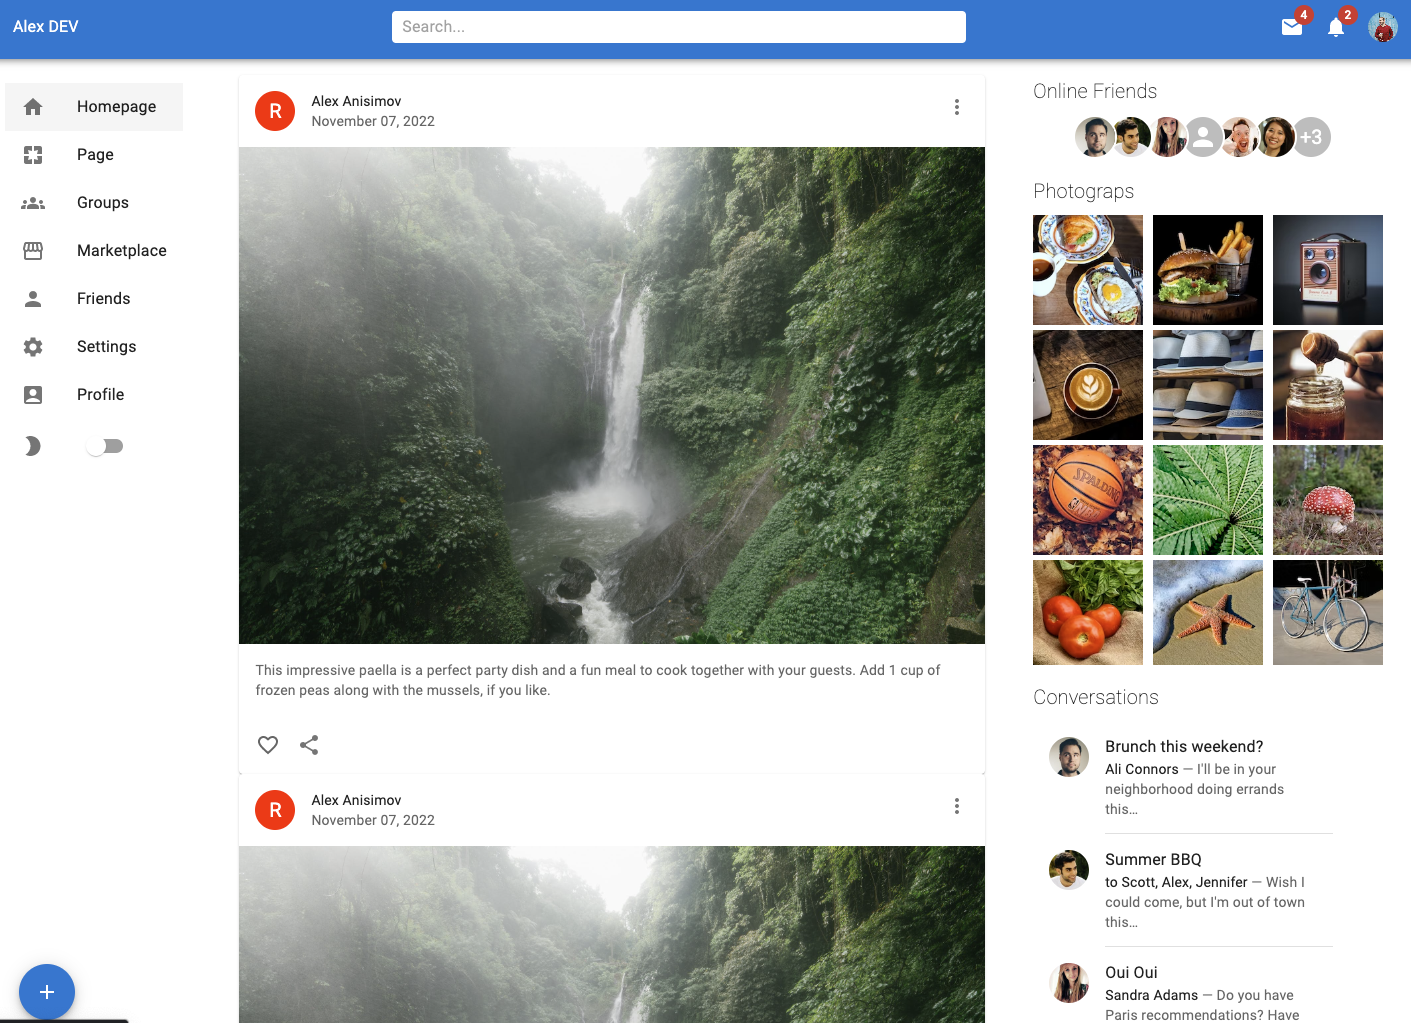 Alex DEV
Search...
4
2
Homepage
Page
Groups
Marketplace
Friends
Settings
Profile
R
Alex Anisimov
November 07, 2022
This impressive paella is a perfect party dish and a fun meal to cook together with your guests. Add 1 cup of
frozen peas along with the mussels, if you like.
R
Alex Anisimov
November 07, 2022
Online Friends
+3
Photograps
SPALDING
Conversations
Brunch this weekend?
Ali Connors — I'll be in your
neighborhood doing errands
this…
Summer BBQ
to Scott, Alex, Jennifer — Wish I
could come, but I'm out of town
this…
Oui Oui
Sandra Adams — Do you have
Paris recommendations? Have